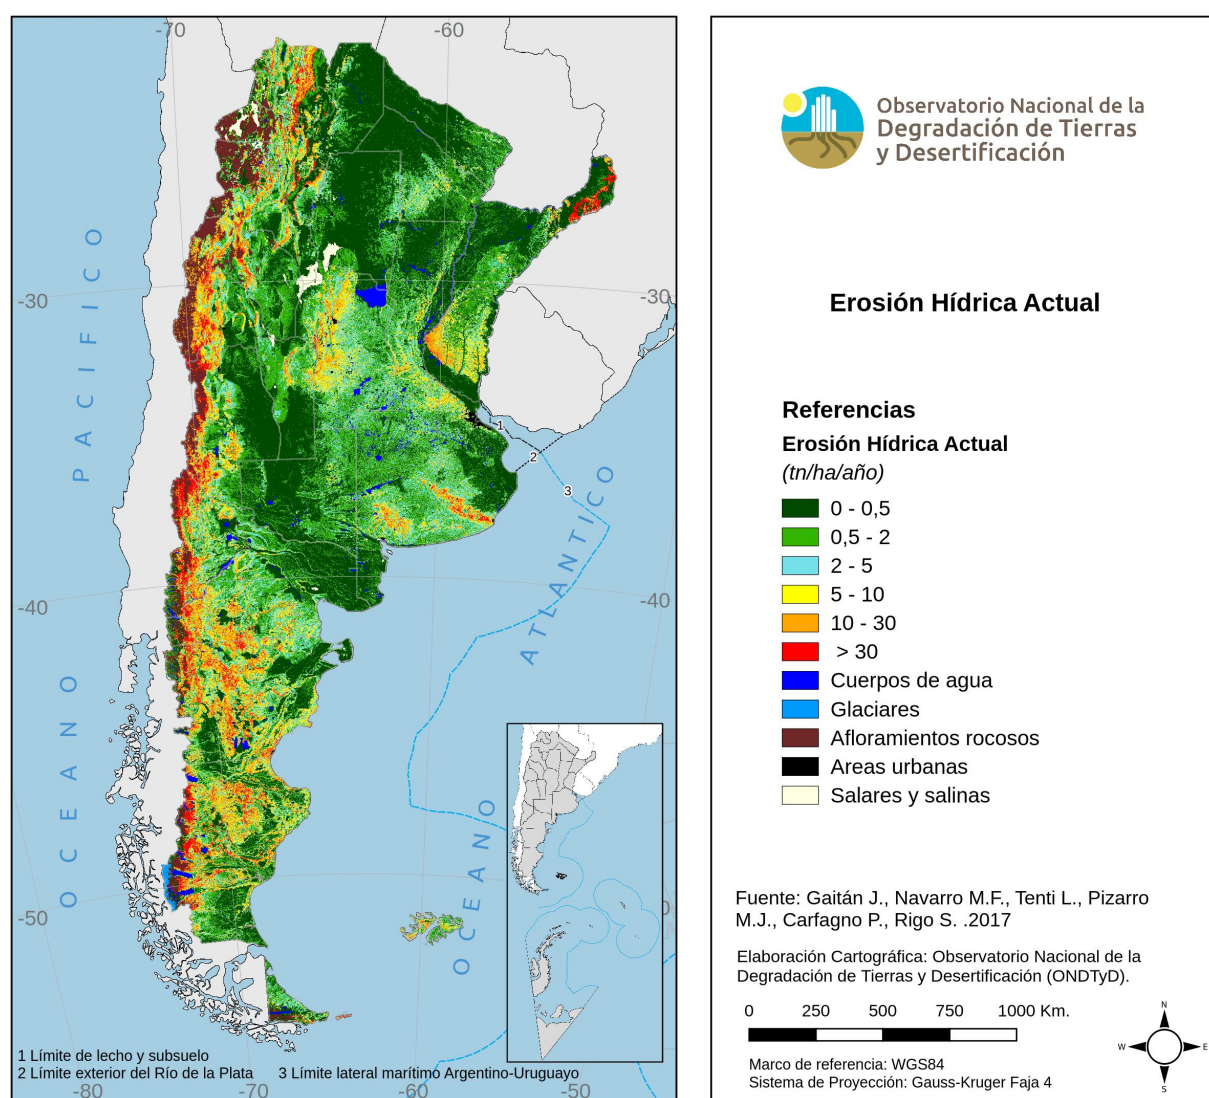 -70
-60
PACIFICO
-30
-30
-40
-40
ATLANTICO
OCEANO
OCEANO
-50
1
2
3
1 Límite de lecho y subsuelo
2 Límite exterior del Río de la Plata
3 Límite lateral marítimo Argentino-Uruguayo
-80
-70
-60
-50
Observatorio Nacional de la
Degradación de Tierras
y Desertificación
Erosión Hídrica Actual
Referencias
Erosión Hídrica Actual
(tn/ha/año)
0 - 0,5
0,5 - 2
2 - 5
5 - 10
10 - 30
> 30
Cuerpos de agua
Glaciares
Afloramientos rocosos
Areas urbanas
Salares y salinas
Fuente: Gaitán J., Navarro M.F., Tenti L., Pizarro
M.J., Carfagno P., Rigo S. .2017
Elaboración Cartográfica: Observatorio Nacional de la
Degradación de Tierras y Desertificación (ONDTyD).
0 250 500 750 1000 Km.
N
W E
S
Marco de referencia: WGS84
Sistema de Proyección: Gauss-Kruger Faja 4